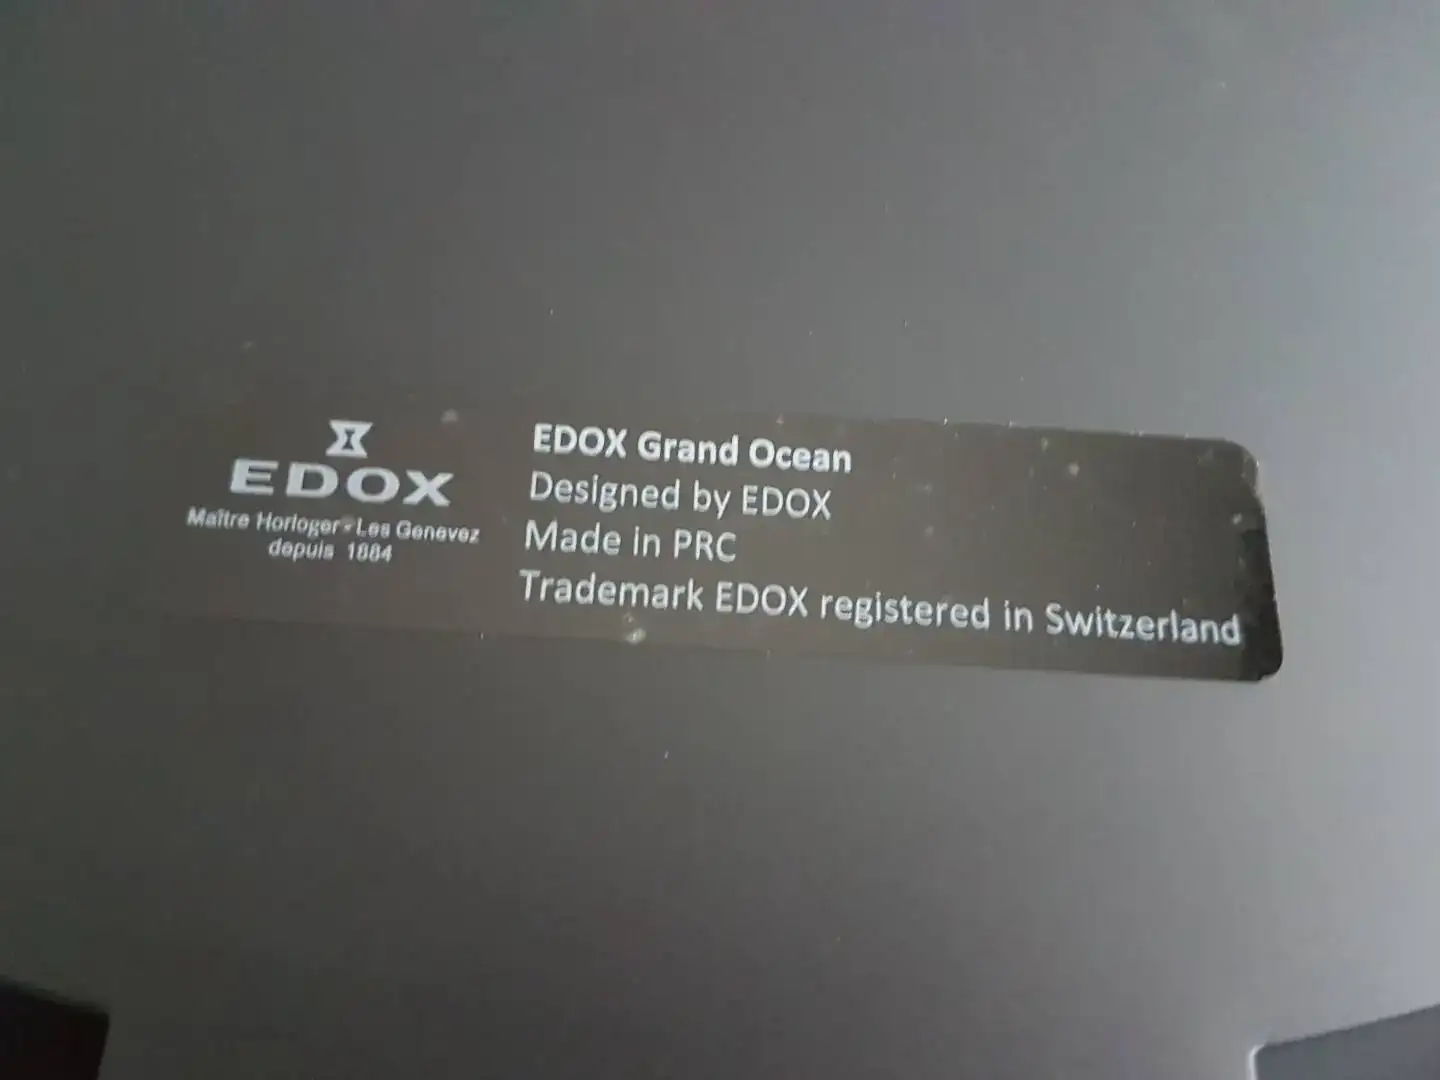 EDOX
Maître Horloger - Les Genevez
depuis 1884
EDOX Grand Ocean
Designed by EDOX
Made in PRC
Trademark EDOX registered in Switzerland